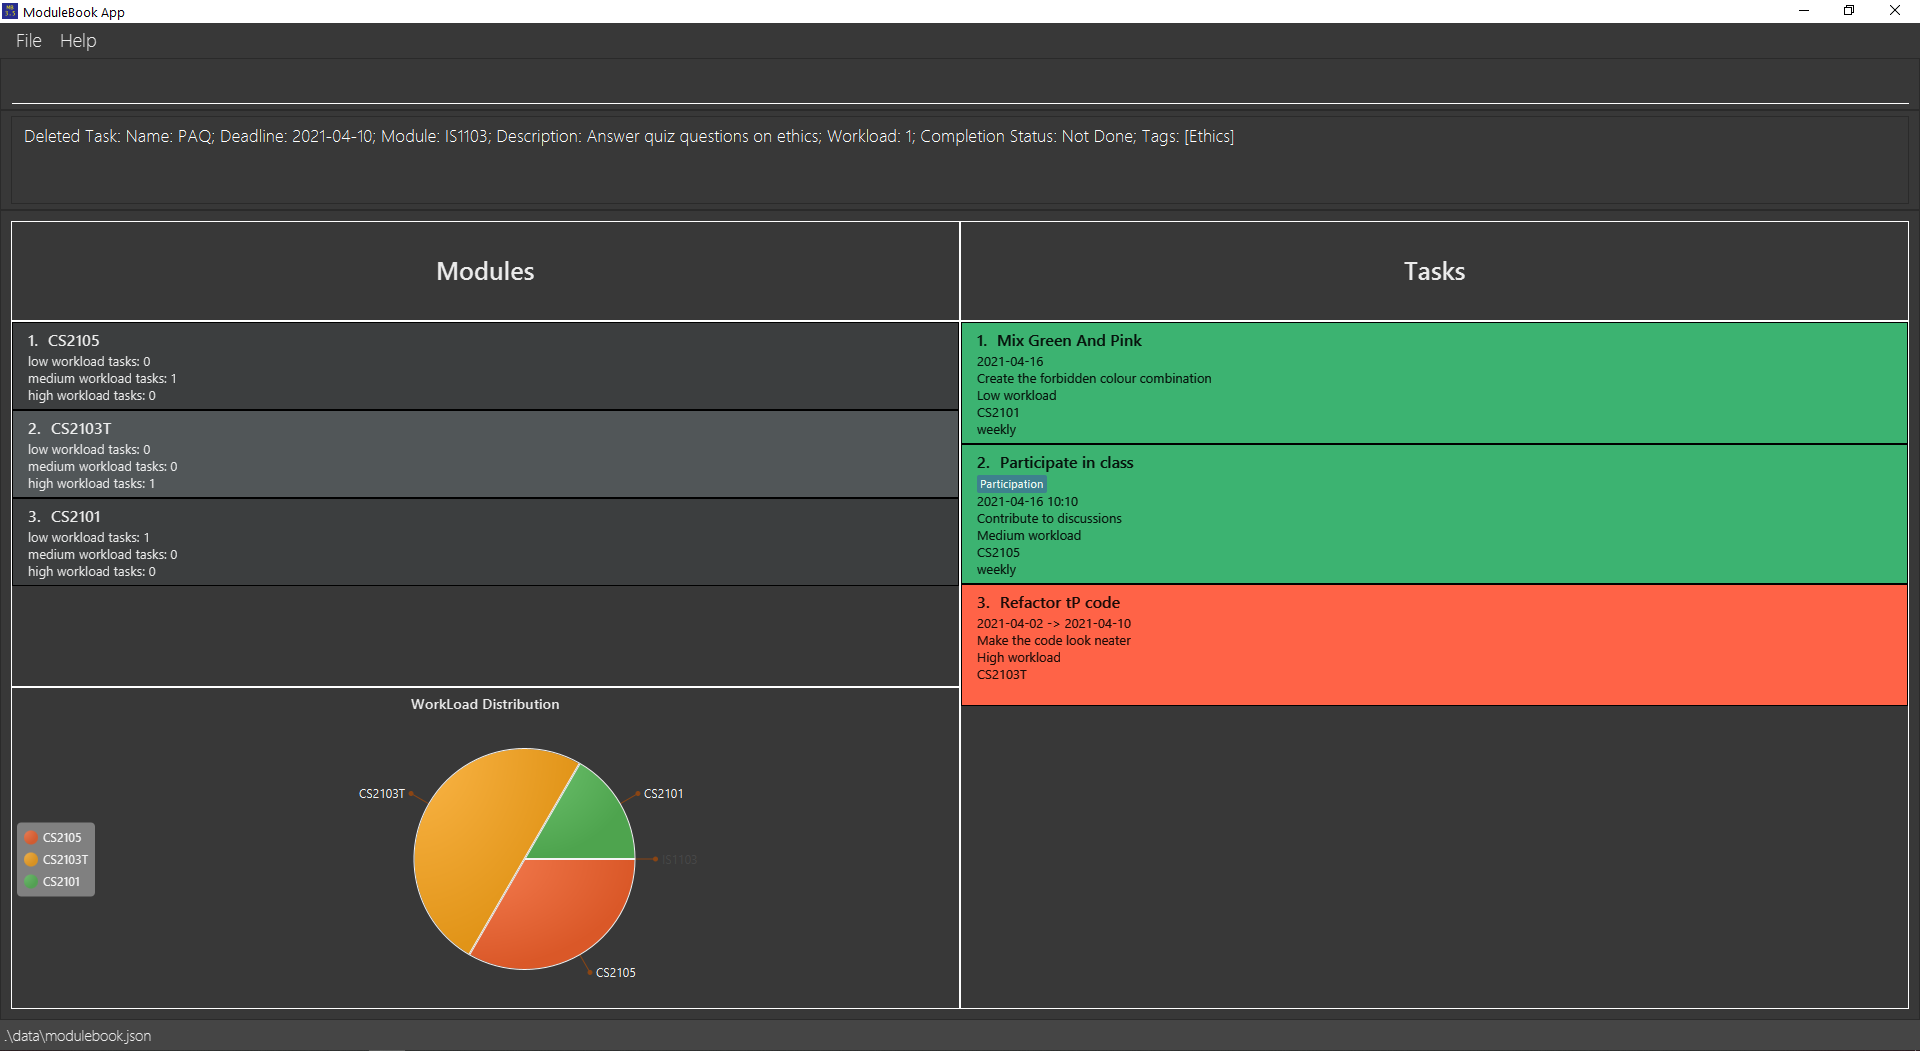 ModuleBook App
File Help
Deleted Task: Name: PAQ; Deadline: 2021-04-10; Module: IS1103; Description: Answer quiz questions on ethics; Workload: 1; Completion Status: Not Done; Tags: [Ethics]
Modules
1. CS2105
low workload tasks: 0
medium workload tasks: 1
high workload tasks: 0
2. CS2103T
low workload tasks: 0
medium workload tasks: 0
high workload tasks: 1
3. CS2101
low workload tasks: 1
medium workload tasks: 0
high workload tasks: 0
WorkLoad Distribution
CS2103T
CS2101
IS1103
CS2105
CS2105
CS2103T
CS2101
Tasks
1. Mix Green And Pink
2021-04-16
Create the forbidden colour combination
Low workload
CS2101
weekly
2. Participate in class
Participation
2021-04-16 10:10
Contribute to discussions
Medium workload
CS2105
weekly
3. Refactor tP code
2021-04-02 -> 2021-04-10
Make the code look neater
High workload
CS2103T
.\data\modulebook.json